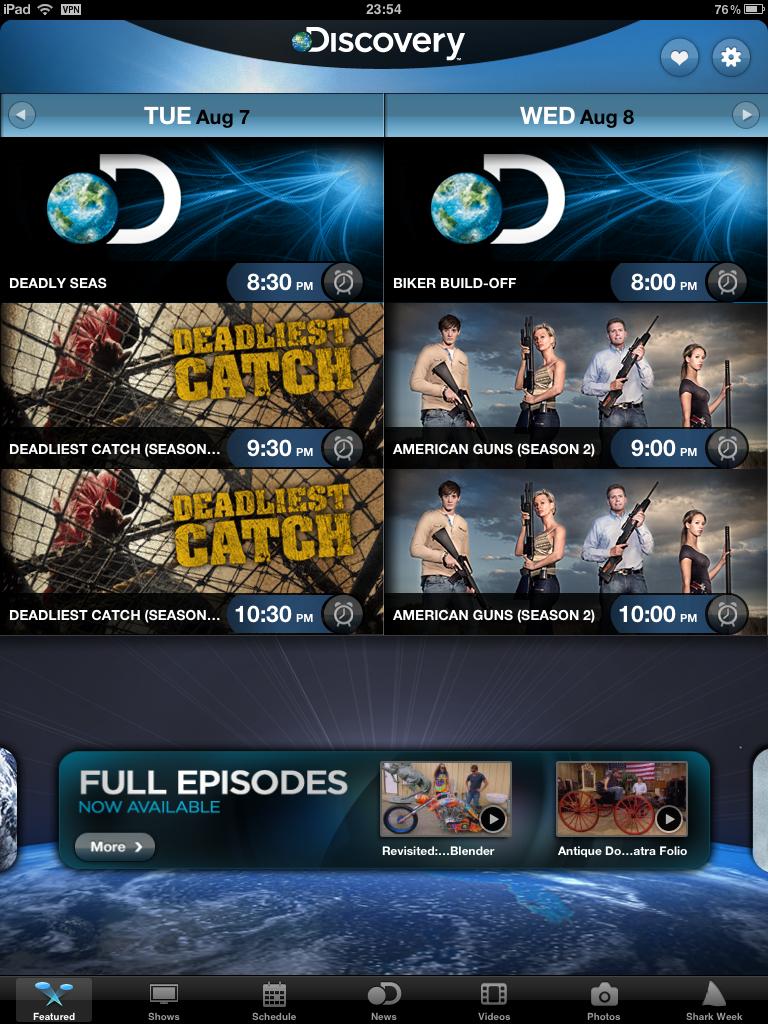 iPad VPN 23:54 76%
Discovery
TUE Aug 7
WED Aug 8
DEADLY SEAS 8:30 PM
BIKER BUILD-OFF 8:00 PM
DEADLIEST
CATCH
DEADLIEST CATCH (SEASON... 9:30 PM
AMERICAN GUNS (SEASON 2) 9:00 PM
DEADLIEST
CATCH
DEADLIEST CATCH (SEASON... 10:30 PM
AMERICAN GUNS (SEASON 2) 10:00 PM
FULL EPISODES
NOW AVAILABLE
More
Revisited:...Blender
Antique Do...atra Folio
Featured
Shows
Schedule
News
Videos
Photos
Shark Week